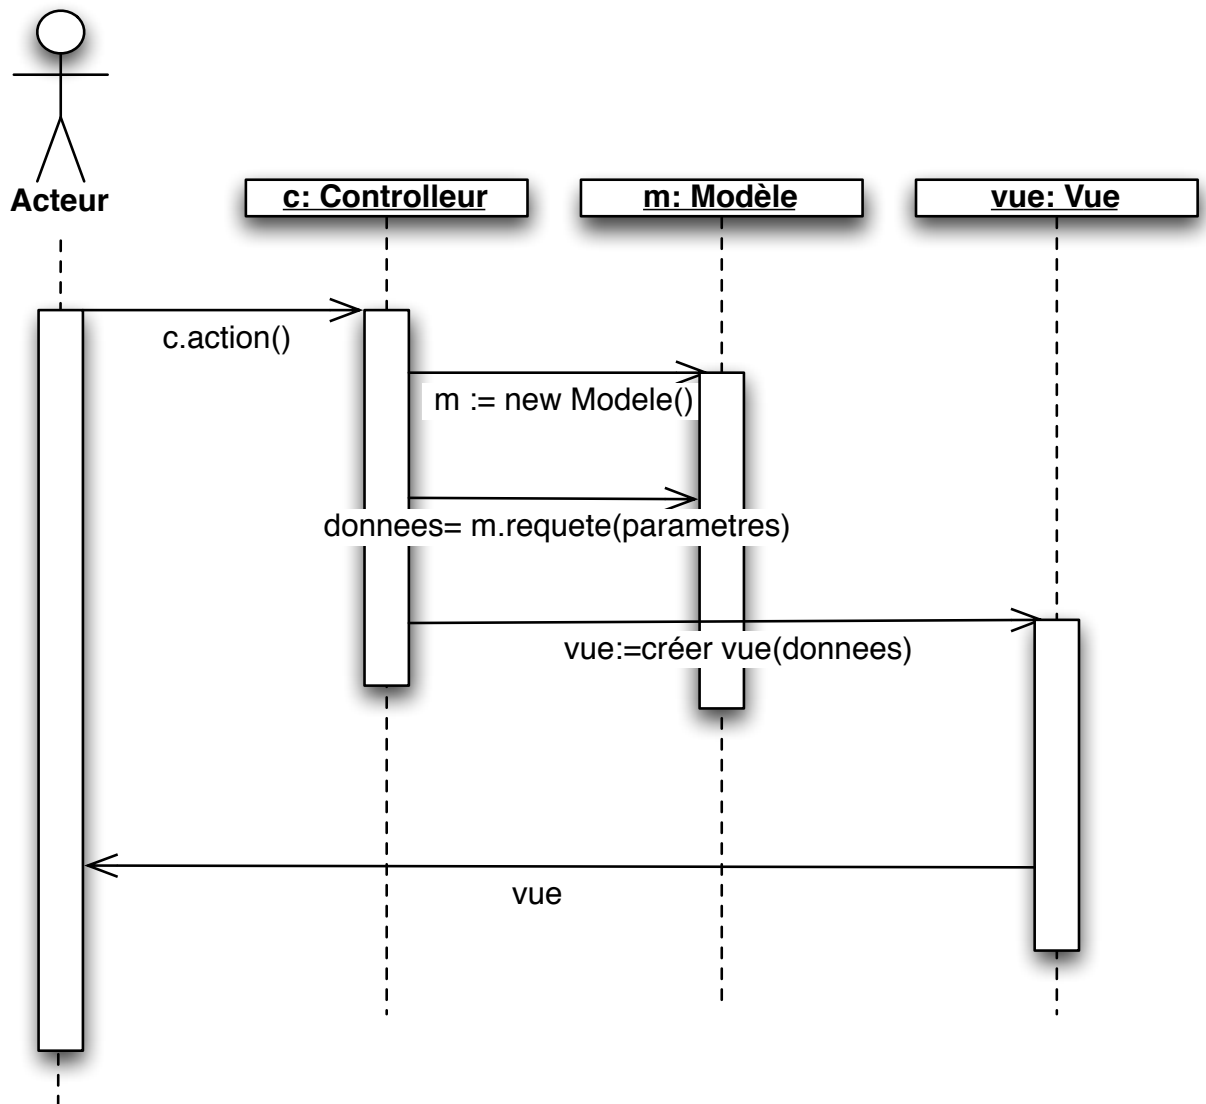 Acteur
c: Controlleur
m: Modèle
vue: Vue
c.action()
m := new Modele()
donnees= m.requete(parametres)
vue:=créer vue(donnees)
vue